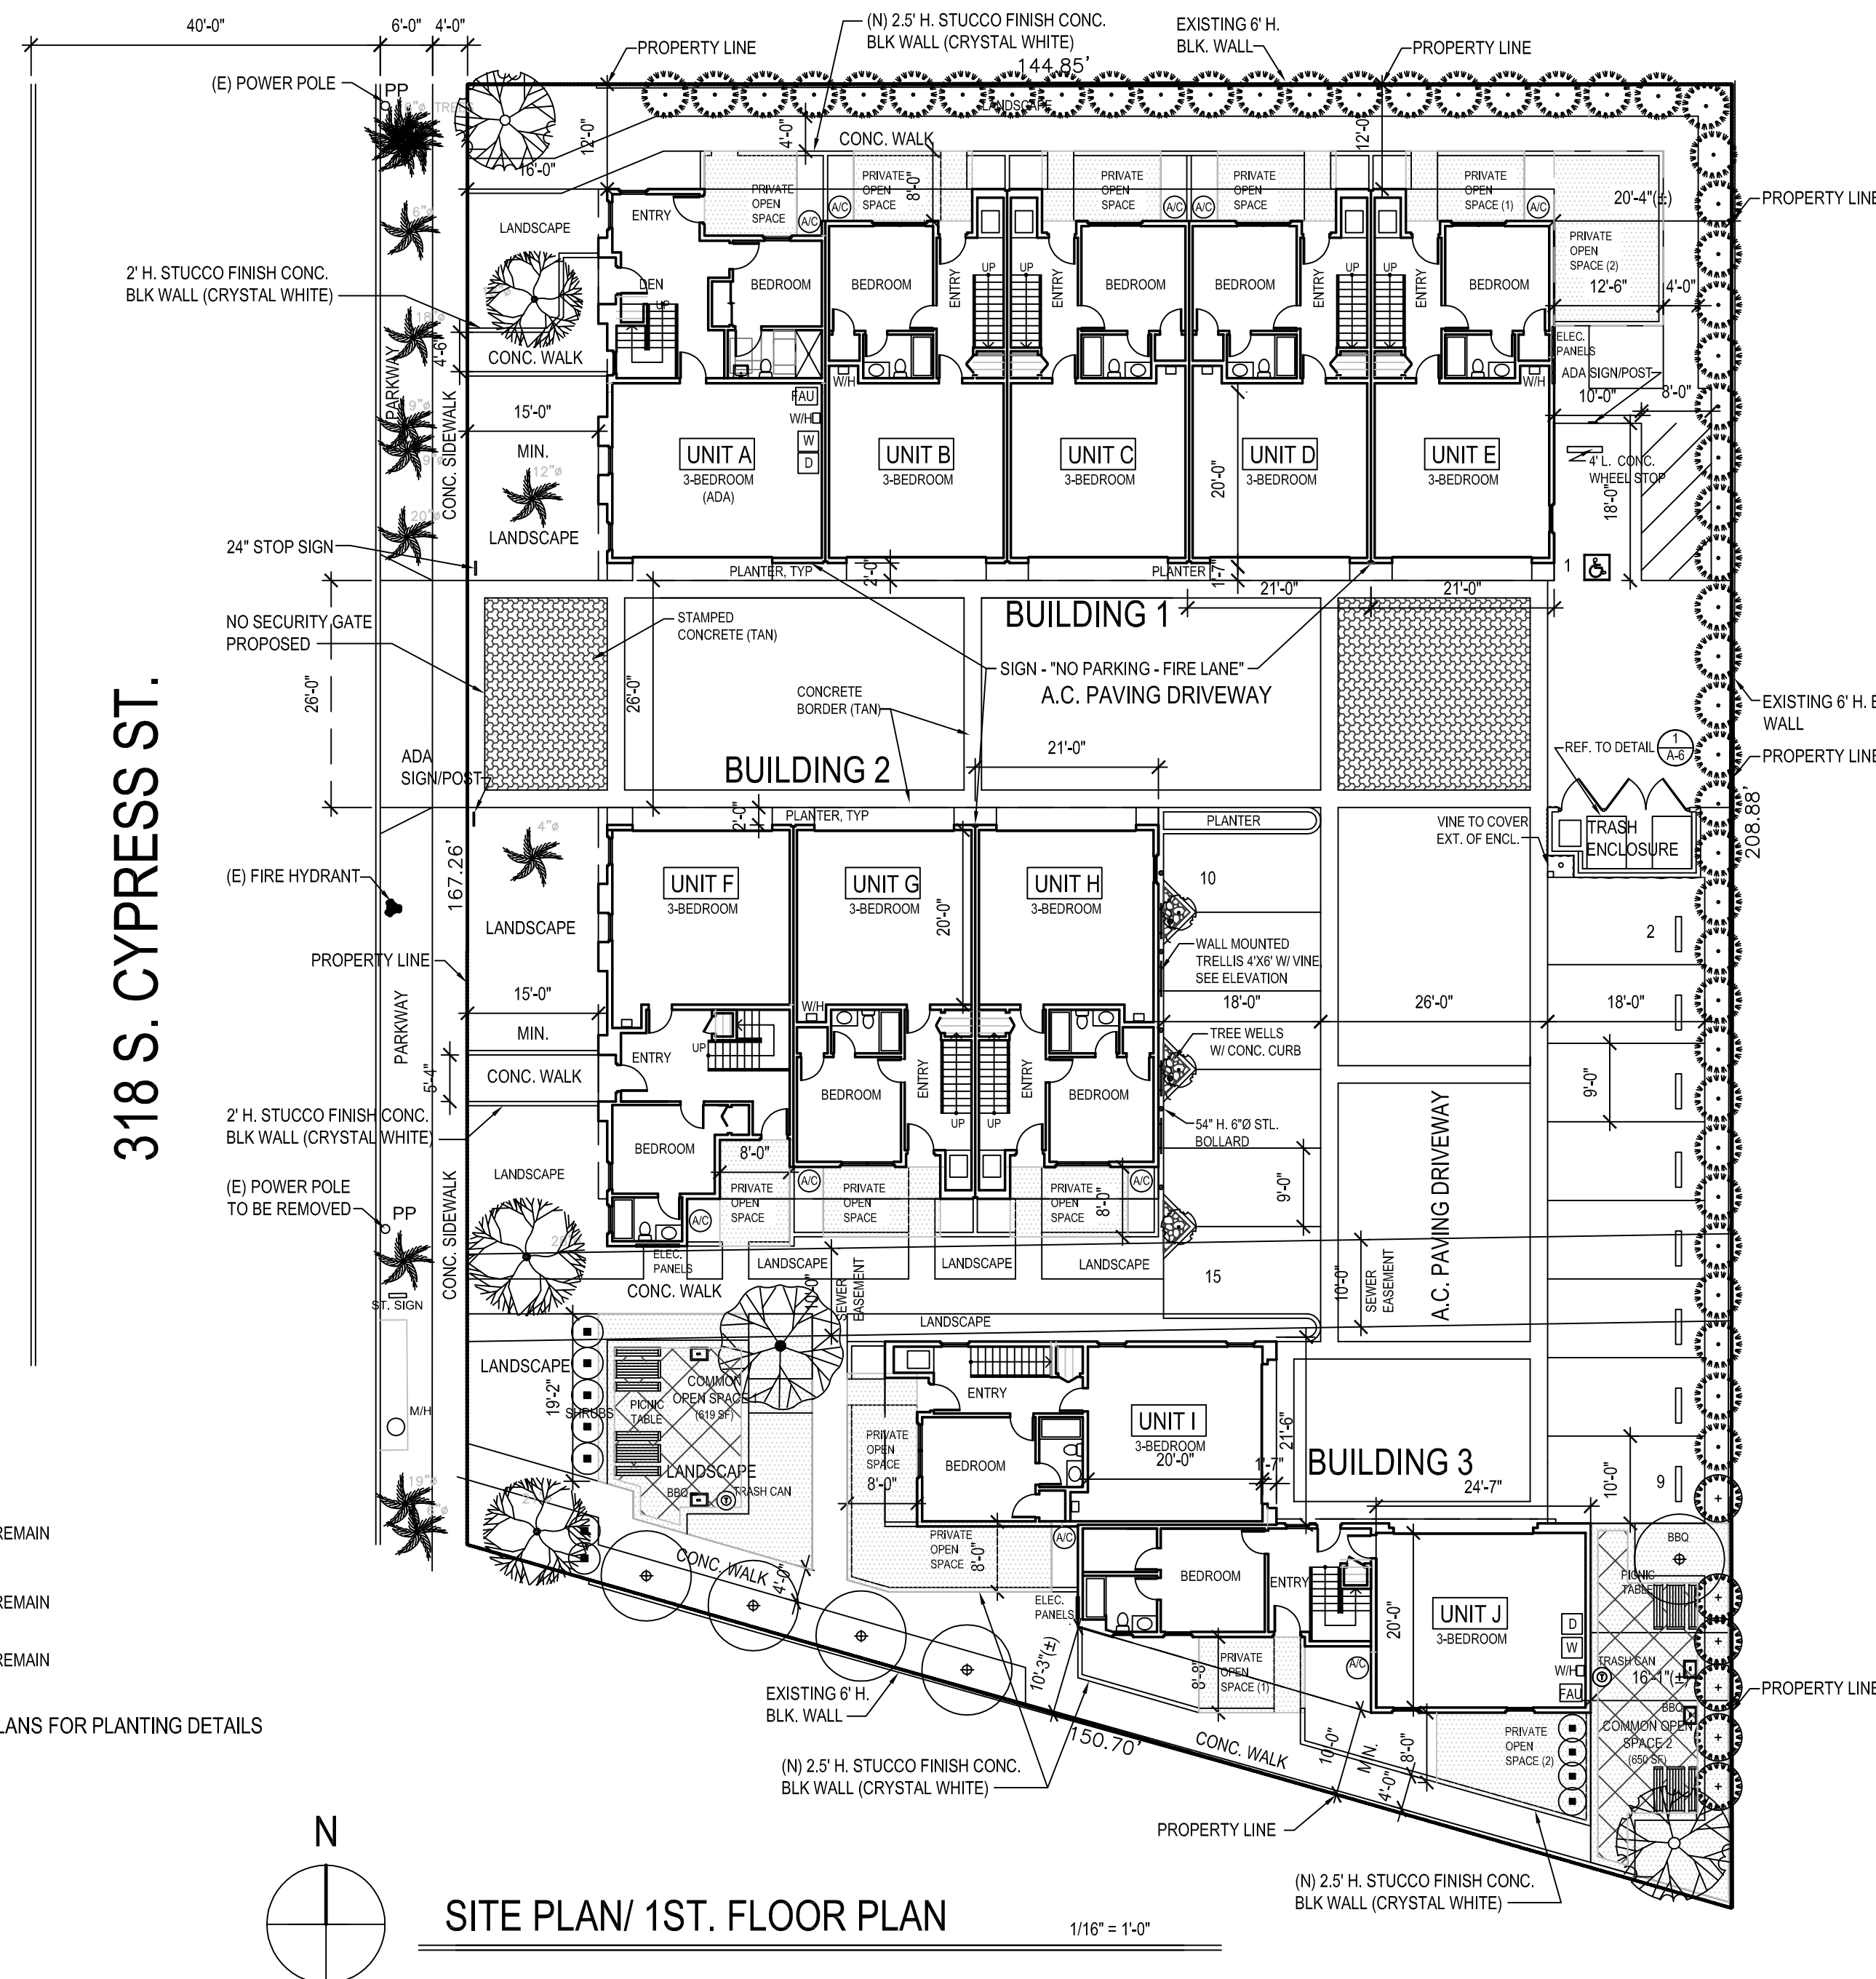 40'-0"
6'-0"
4'-0"
(N) 2.5' H. STUCCO FINISH CONC.
BLK WALL (CRYSTAL WHITE)
EXISTING 6' H.
BLK. WALL
PROPERTY LINE
PROPERTY LINE
144.85'
(E) POWER POLE
PP
LANDSCAPE
12'-0"
4'-0"
CONC. WALK
12'-0"
16'-0"
PRIVATE
OPEN
SPACE
PRIVATE
OPEN
SPACE
8'-0"
PRIVATE
OPEN
SPACE
PRIVATE
OPEN
SPACE
PRIVATE
OPEN
SPACE (1)
20'-4"(±)
PROPERTY LINE
A/C
A/C
A/C
A/C
A/C
ENTRY
LANDSCAPE
PRIVATE
OPEN
SPACE (2)
6"ø
2' H. STUCCO FINISH CONC.
BLK WALL (CRYSTAL WHITE)
DEN
UP
BEDROOM
BEDROOM
ENTRY
UP
UP
ENTRY
BEDROOM
BEDROOM
ENTRY
UP
UP
ENTRY
BEDROOM
12'-6"
4'-0"
18"ø
4'-6"
CONC. WALK
ELEC.
PANELS
ADA SIGN/POST
PARKWAY
CONC. SIDEWALK
15'-0"
MIN.
FAU
W/H
W
D
W/H
W/H
10'-0"
8'-0"
9"ø
9"ø
12"ø
20"ø
UNIT A
3-BEDROOM
(ADA)
UNIT B
3-BEDROOM
UNIT C
3-BEDROOM
UNIT D
3-BEDROOM
20'-0"
UNIT E
3-BEDROOM
4' L. CONC.
WHEEL STOP
18'-0"
LANDSCAPE
24" STOP SIGN
PLANTER, TYP
2'-0"
PLANTER
1'-7"
1
21'-0"
21'-0"
BUILDING 1
NO SECURITY GATE
PROPOSED
STAMPED
CONCRETE (TAN)
SIGN - "NO PARKING - FIRE LANE"
A.C. PAVING DRIVEWAY
26'-0"
26'-0"
CONCRETE
BORDER (TAN)
EXISTING 6' H. B
WALL
PROPERTY LINE
REF. TO DETAIL
1
A-6
21'-0"
ADA
SIGN/POST
BUILDING 2
318 S. CYPRESS ST.
2'-0"
PLANTER, TYP
PLANTER
VINE TO COVER
EXT. OF ENCL.
TRASH
ENCLOSURE
208.88'
4"ø
(E) FIRE HYDRANT
167.26'
UNIT F
3-BEDROOM
UNIT G
3-BEDROOM
20'-0"
UNIT H
3-BEDROOM
10
2
LANDSCAPE
PROPERTY LINE
WALL MOUNTED
TRELLIS 4'X6' W/ VINE,
SEE ELEVATION
15'-0"
MIN.
W/H
18'-0"
26'-0"
18'-0"
PARKWAY
TREE WELLS
W/ CONC. CURB
ENTRY
UP
5'-4"
CONC. WALK
BEDROOM
ENTRY
UP
UP
ENTRY
BEDROOM
9'-0"
2' H. STUCCO FINISH CONC.
BLK WALL (CRYSTAL WHITE)
54" H. 6"Ø STL.
BOLLARD
BEDROOM
8'-0"
A.C. PAVING DRIVEWAY
LANDSCAPE
(E) POWER POLE
TO BE REMOVED
PP
CONC. SIDEWALK
PRIVATE
OPEN
SPACE
A/C
A/C
PRIVATE
OPEN
SPACE
PRIVATE
OPEN
SPACE
8'-0"
A/C
9'-0"
ELEC.
PANELS
LANDSCAPE
LANDSCAPE
LANDSCAPE
CONC. WALK
10'-0"
SEWER
EASEMENT
15
10'-0"
SEWER
EASEMENT
ST. SIGN
LANDSCAPE
LANDSCAPE
19'-2"
SHRUBS
PICNIC
TABLE
COMMON
OPEN SPACE 1
(619 SF)
M/H
ENTRY
UNIT I
3-BEDROOM
20'-0"
21'-6"
1'-7"
BUILDING 3
PRIVATE
OPEN
SPACE
8'-0"
BEDROOM
LANDSCAPE
BBQ
TRASH CAN
19"ø
24'-7"
10'-0"
9
REMAIN
CONC. WALK
4'-0"
PRIVATE
OPEN
SPACE
8'-0"
A/C
BBQ
REMAIN
ELEC.
PANELS
BEDROOM
ENTRY
PICNIC
TABLE
20'-0"
UNIT J
3-BEDROOM
D
W
W/H
FAU
REMAIN
10'-3"(±)
8'-8"
PRIVATE
OPEN
SPACE (1)
A/C
TRASH CAN
16'-1"(±)
PROPERTY LINE
EXISTING 6' H.
BLK. WALL
BBQ
LANS FOR PLANTING DETAILS
150.70'
CONC. WALK
10'-0"
MIN.
4'-0"
8'-0"
PRIVATE
OPEN
SPACE (2)
COMMON OPEN
SPACE 2
(650 SF)
(N) 2.5' H. STUCCO FINISH CONC.
BLK WALL (CRYSTAL WHITE)
PROPERTY LINE
N
(N) 2.5' H. STUCCO FINISH CONC.
BLK WALL (CRYSTAL WHITE)
SITE PLAN/ 1ST. FLOOR PLAN
1/16" = 1'-0"